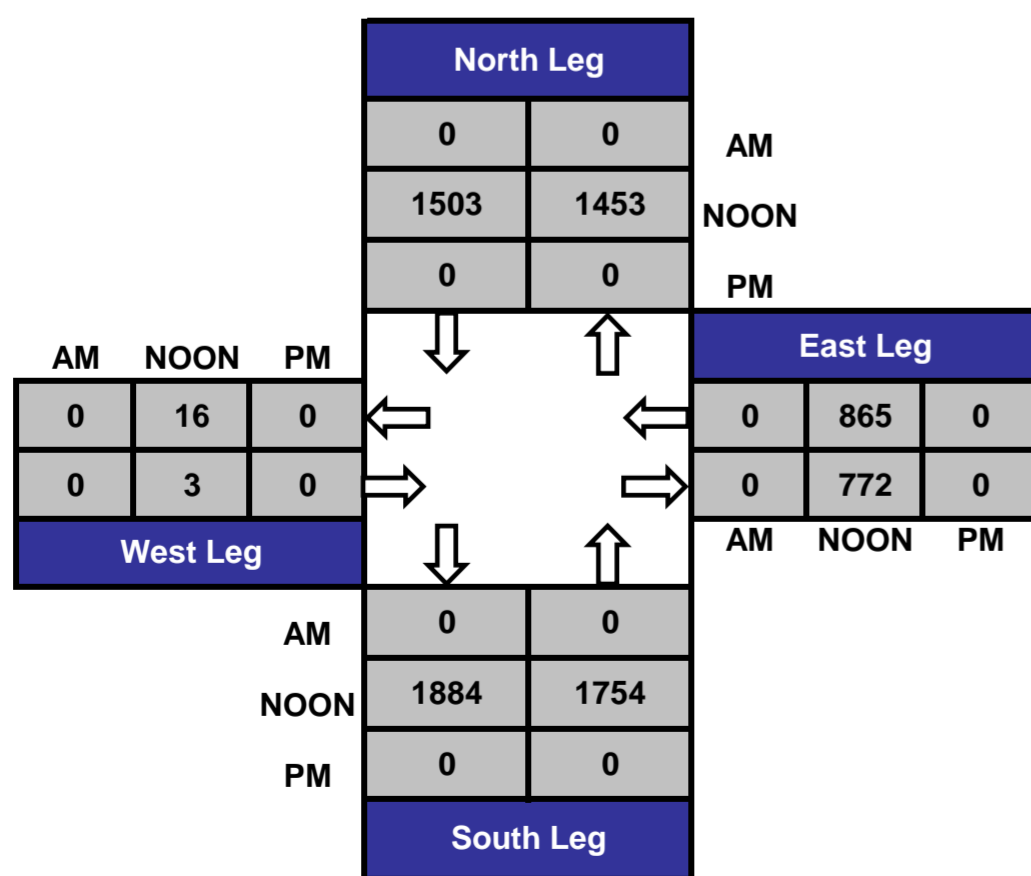 North Leg
0 0
AM
1503 1453
NOON
0 0
PM
East Leg
AM NOON PM
0 16 0
0 865 0
0 3 0
0 772 0
West Leg
AM NOON PM
AM
0 0
NOON
1884 1754
PM
0 0
South Leg